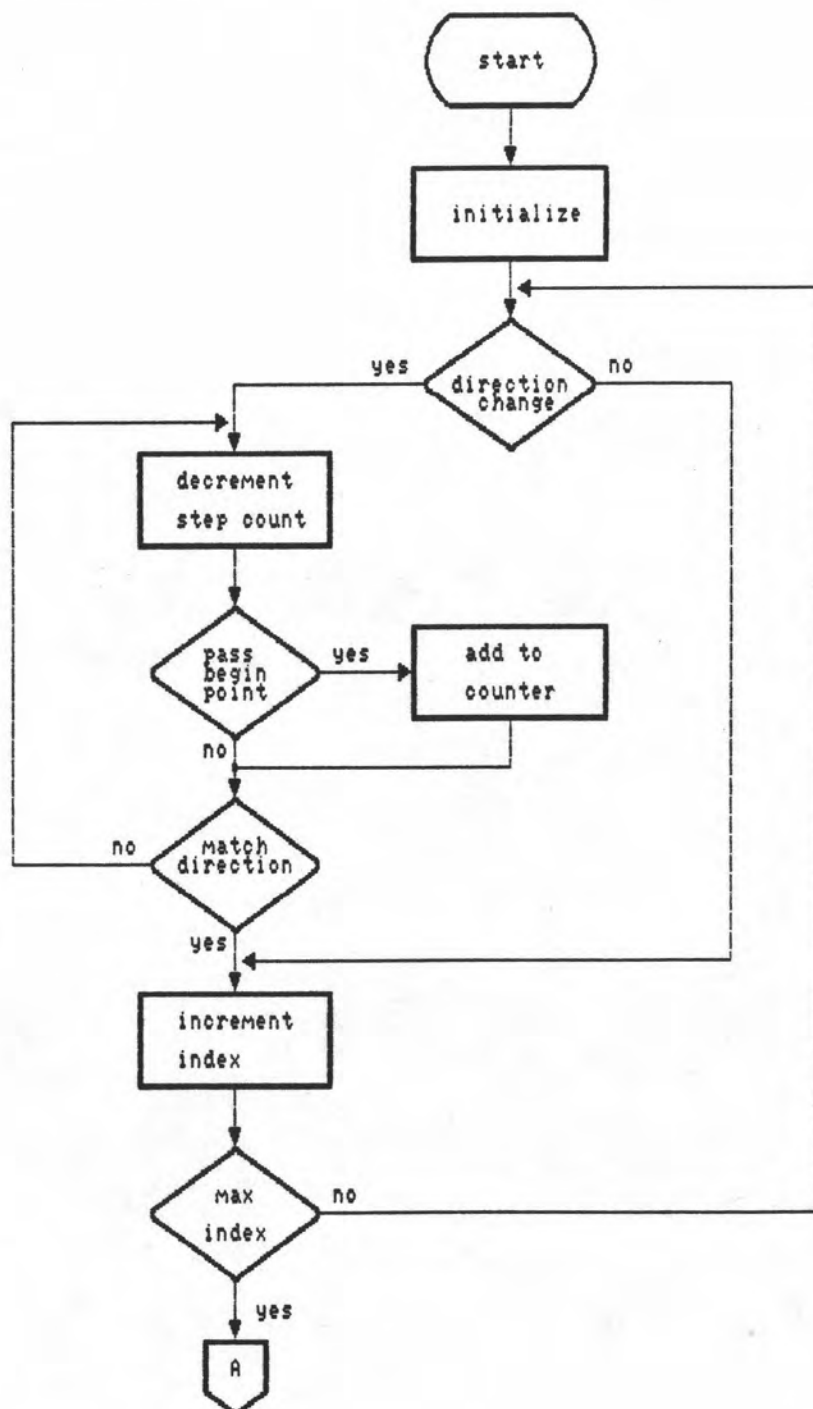 start
initialize
yes
no
direction
change
decrement
step count
pass
begin
point
yes
add to
counter
no
match
direction
no
yes
increment
index
max
index
no
yes
A